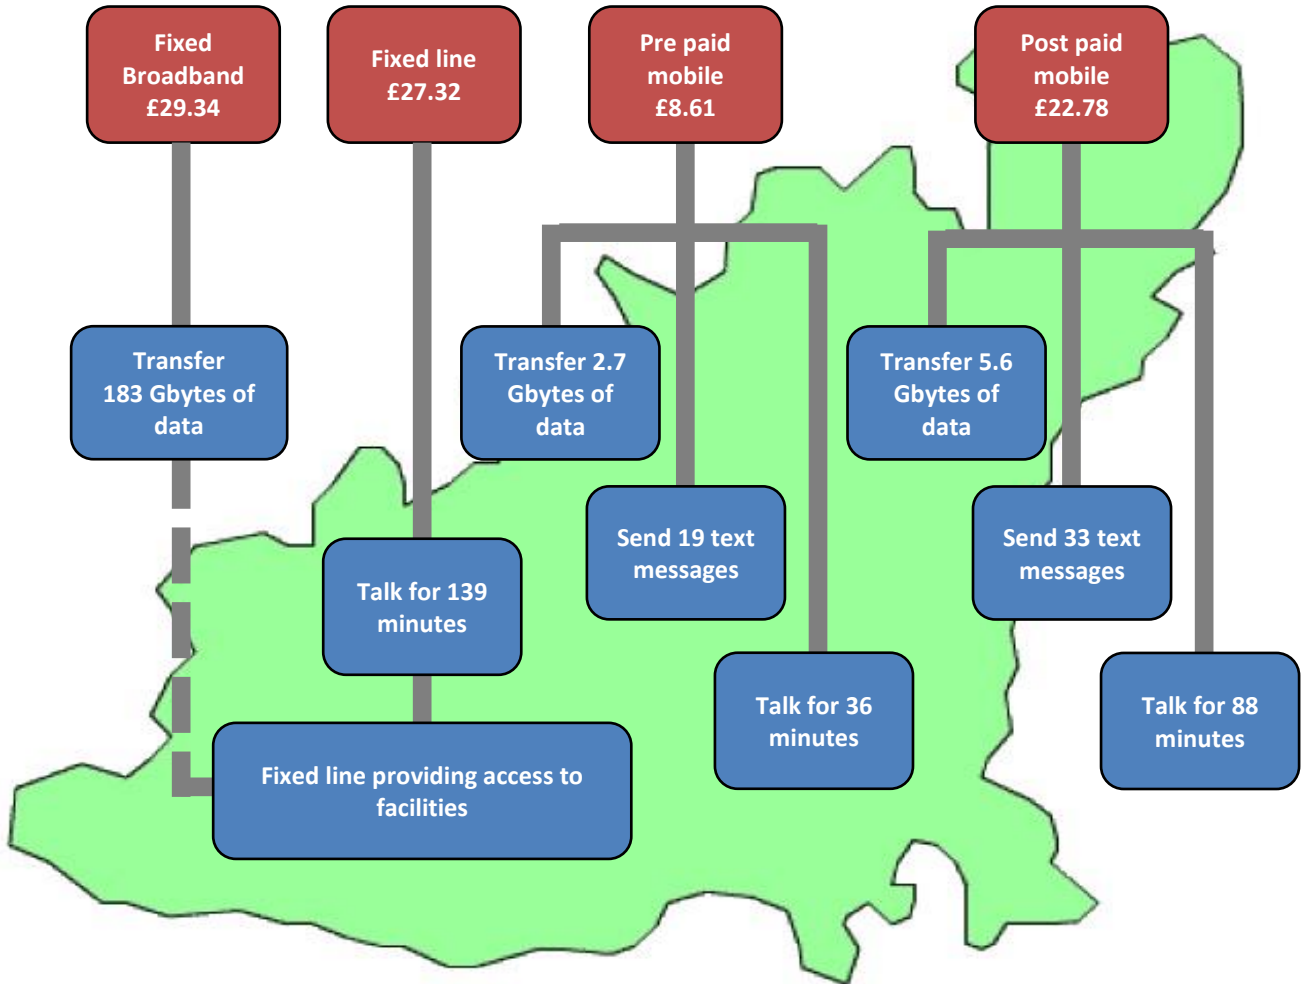 Fixed
Broadband
£29.34
Fixed line
£27.32
Pre paid
mobile
£8.61
Post paid
mobile
£22.78
Transfer
183 Gbytes of
data
Transfer 2.7
Gbytes of
data
Transfer 5.6
Gbytes of
data
Send 19 text
messages
Send 33 text
messages
Talk for 139
minutes
Talk for 36
minutes
Talk for 88
minutes
Fixed line providing access to
facilities